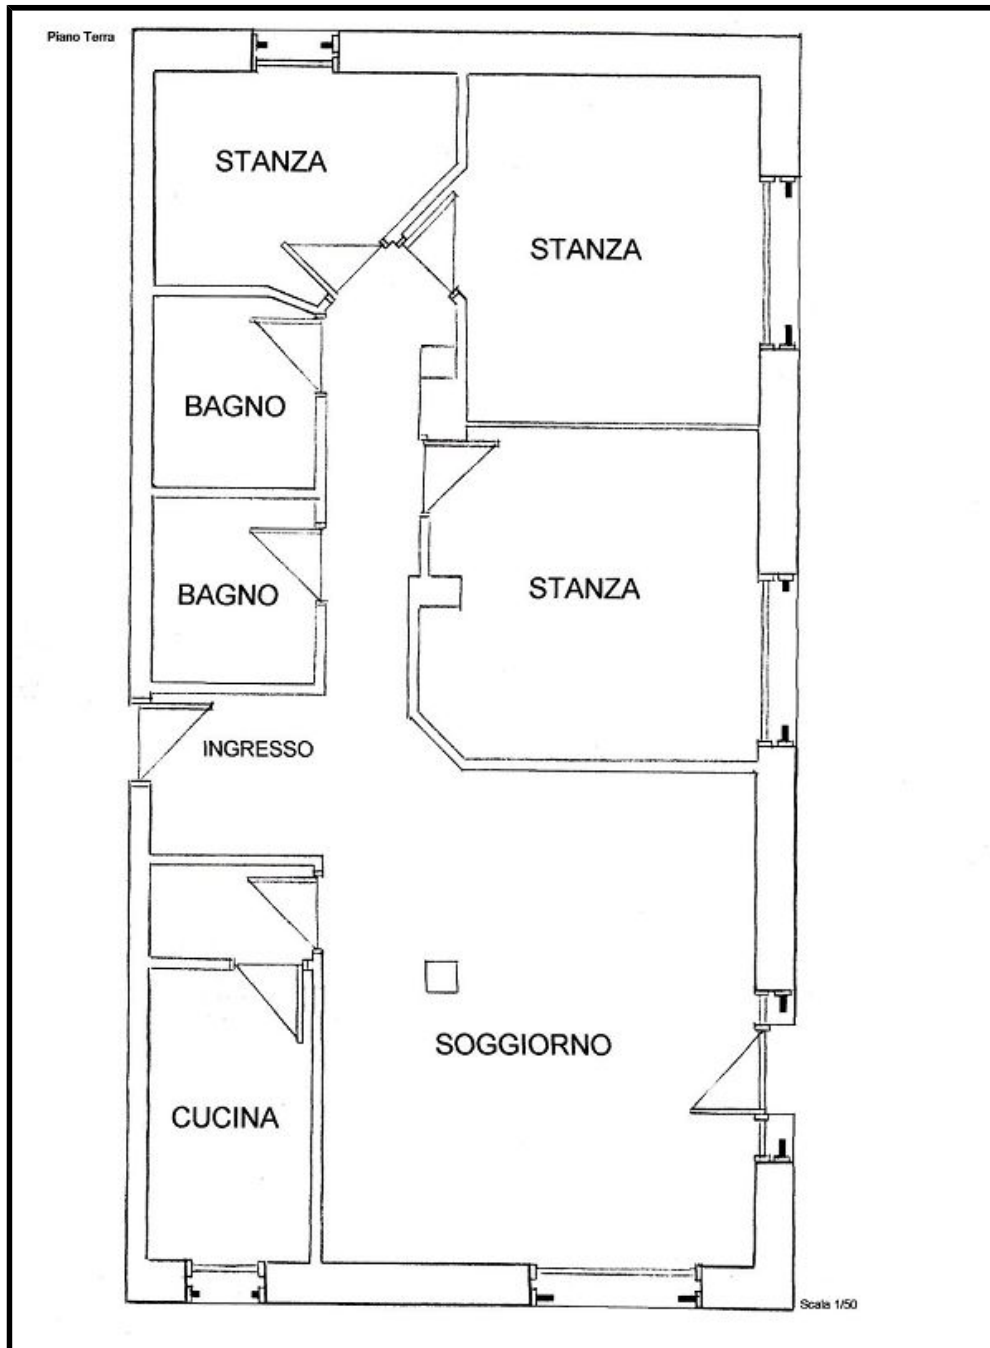 Piano Terra
STANZA
STANZA
BAGNO
BAGNO
STANZA
INGRESSO
SOGGIORNO
CUCINA
Scala 1/50